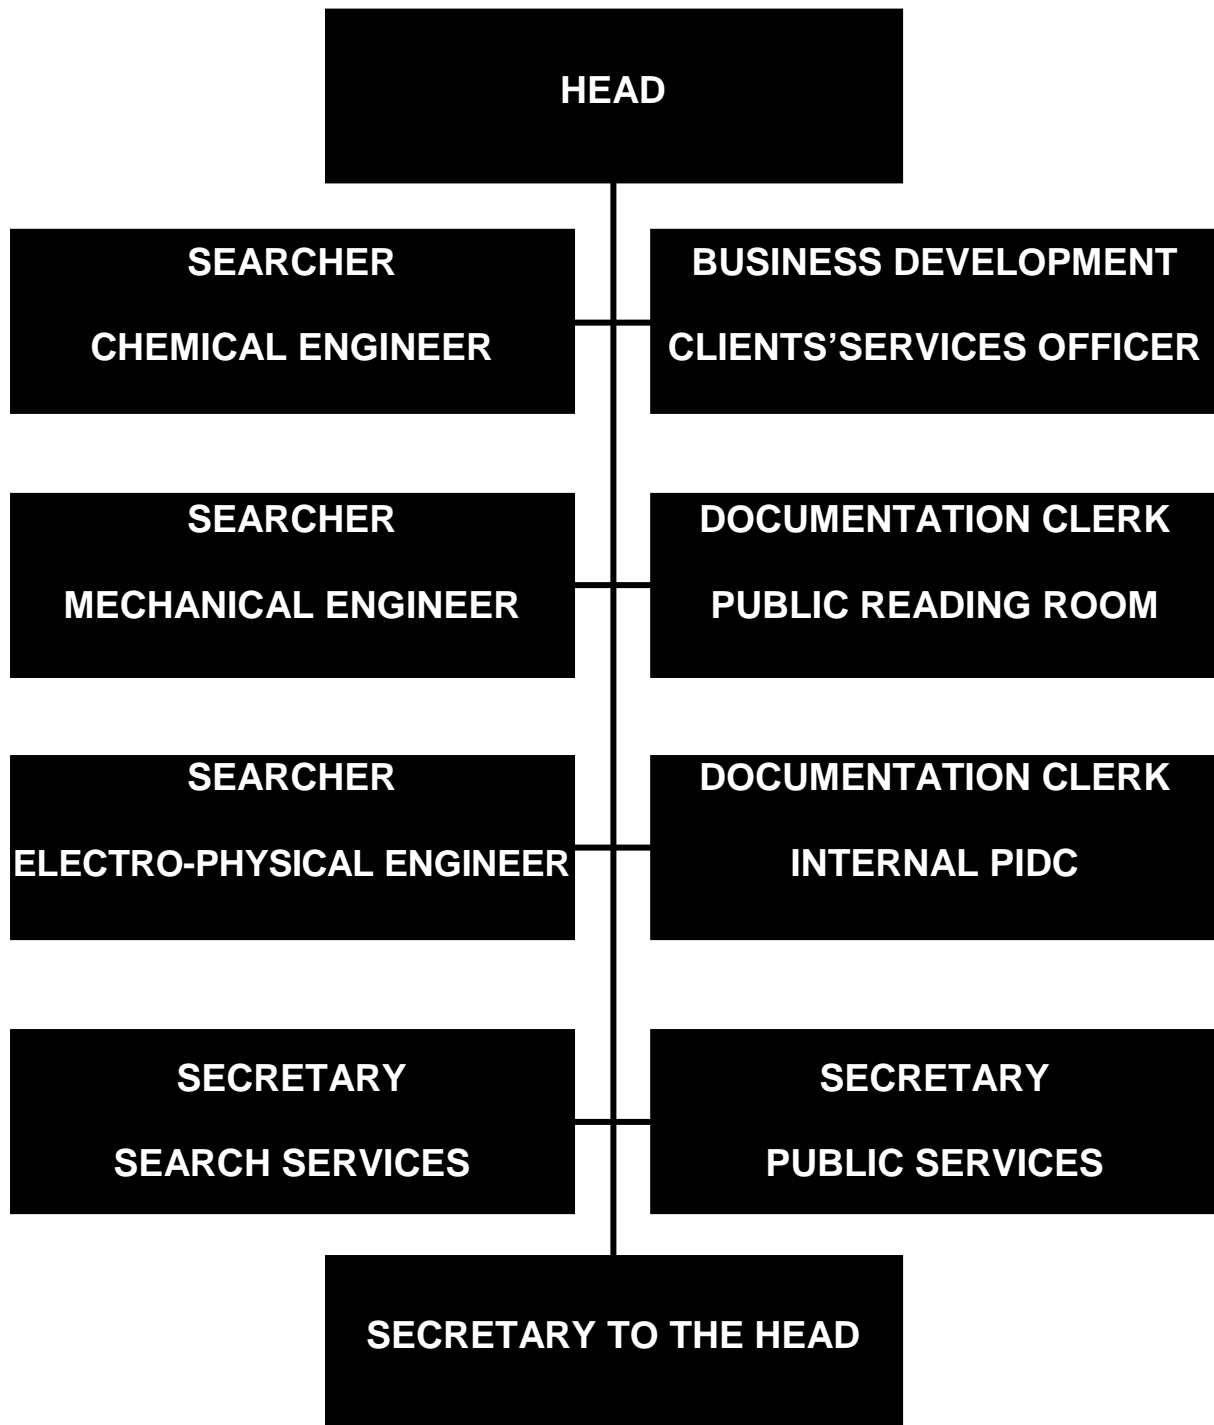 HEAD
SEARCHER
CHEMICAL ENGINEER
BUSINESS DEVELOPMENT
CLIENTS’SERVICES OFFICER
SEARCHER
MECHANICAL ENGINEER
DOCUMENTATION CLERK
PUBLIC READING ROOM
SEARCHER
ELECTRO-PHYSICAL ENGINEER
DOCUMENTATION CLERK
INTERNAL PIDC
SECRETARY
SEARCH SERVICES
SECRETARY
PUBLIC SERVICES
SECRETARY TO THE HEAD